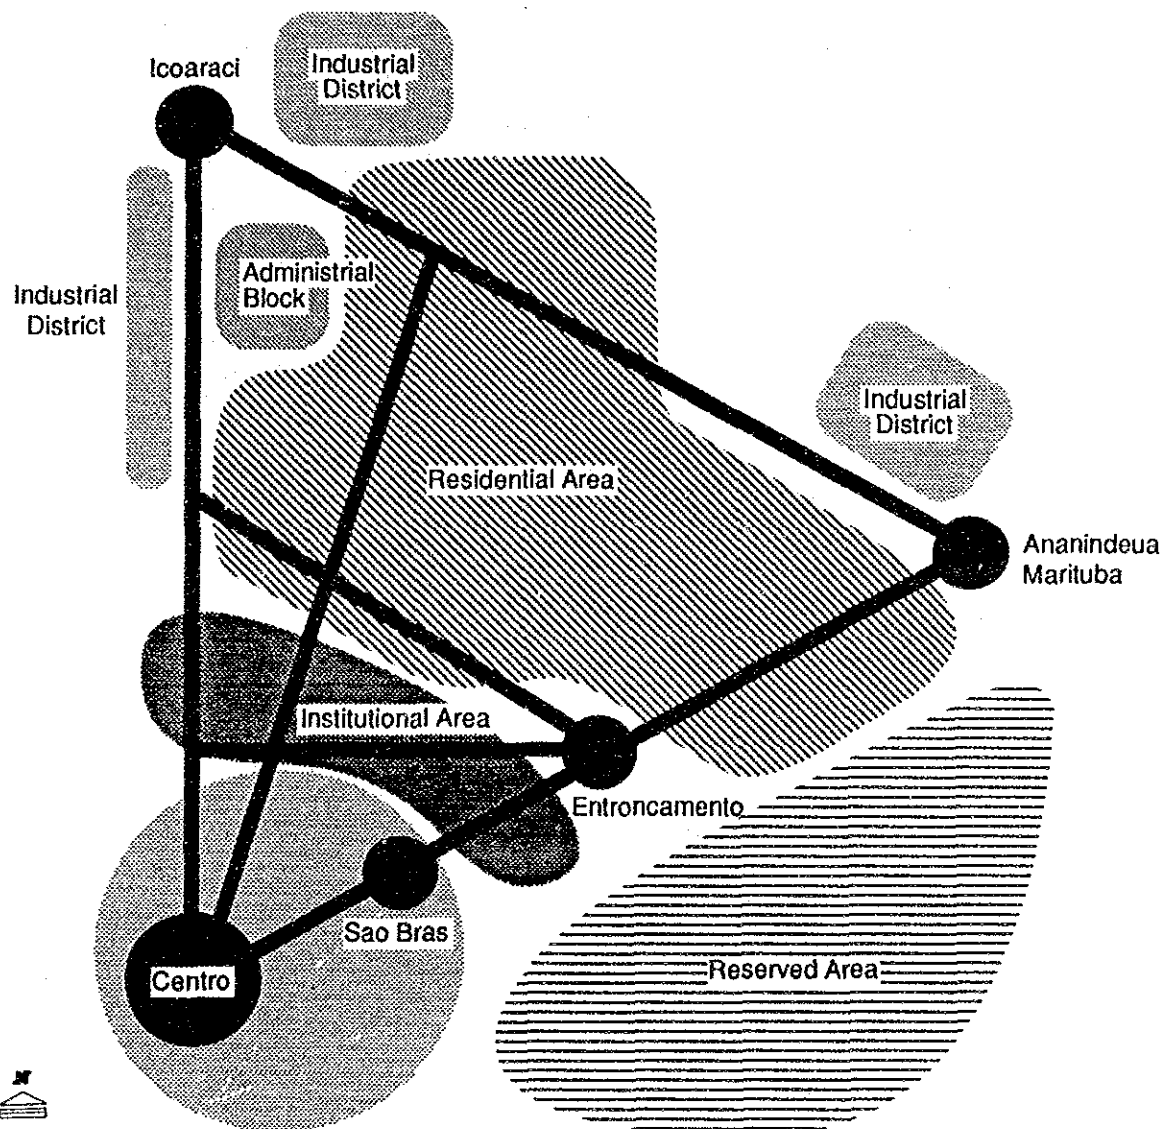 Icoaraci
Industrial
District
Administrial
Block
Industrial
District
Industrial
District
Residential Area
Ananindeua
Marituba
Institutional Area
Entroncamento
Sao Bras
Centro
Reserved Area
N